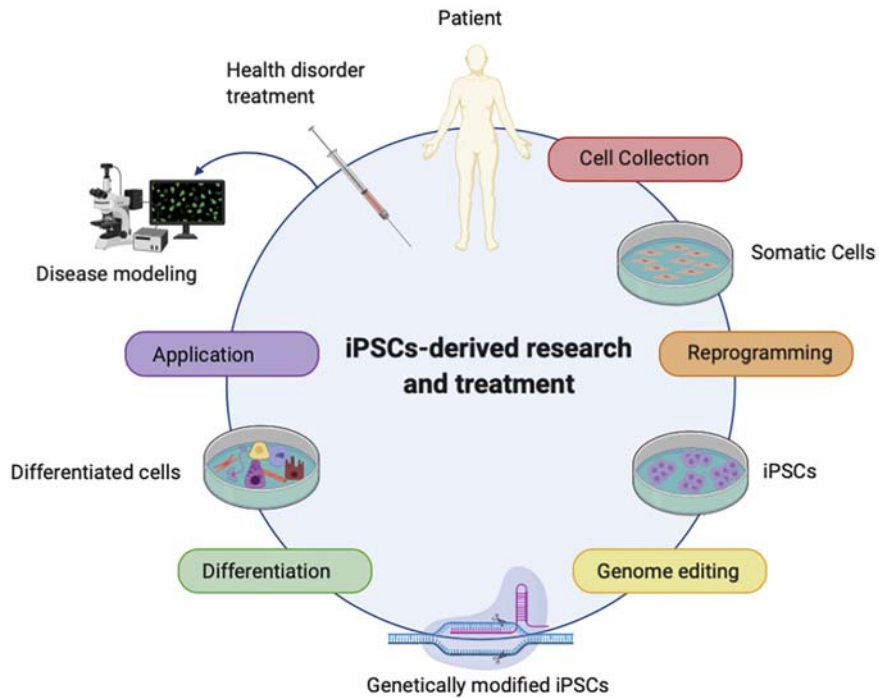 Patient
Health disorder
treatment
Cell Collection
Somatic Cells
Disease modeling
iPSCs-derived research
and treatment
Application
Reprogramming
Differentiated cells
iPSCs
Differentiation
Genome editing
Genetically modified iPSCs